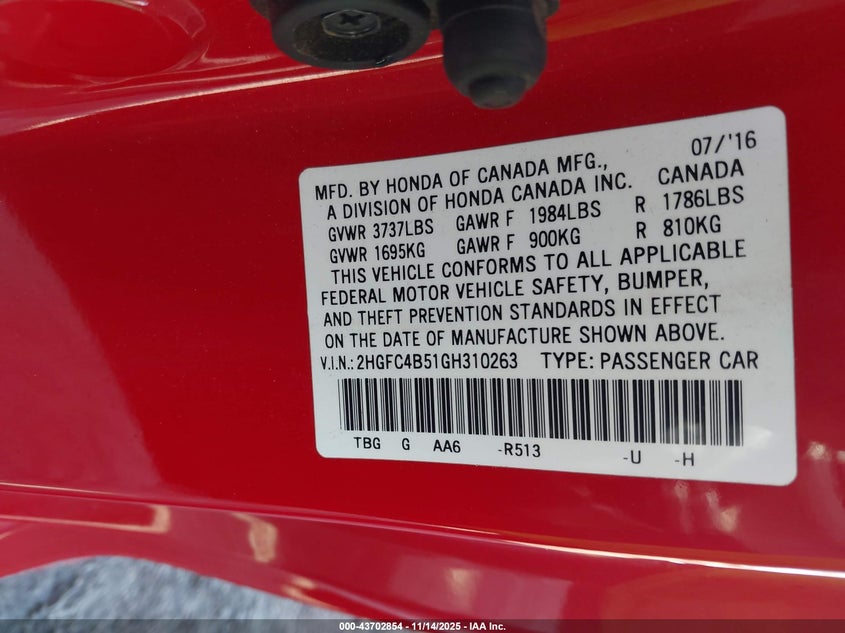 07/'16
MFD. BY HONDA OF CANADA MFG., CANADA
A DIVISION OF HONDA CANADA INC.
GVWR 3737LBS GAWR F 1984LBS R 1786LBS
GVWR 1695KG GAWR F 900KG R 810KG
THIS VEHICLE CONFORMS TO ALL APPLICABLE
FEDERAL MOTOR VEHICLE SAFETY, BUMPER,
AND THEFT PREVENTION STANDARDS IN EFFECT
ON THE DATE OF MANUFACTURE SHOWN ABOVE.
V.I.N.: 2HGFC4B51GH310263 TYPE: PASSENGER CAR
TBG G AA6 -R513 -U -H
000-43702854 | 11/14/2025 - IAA Inc.